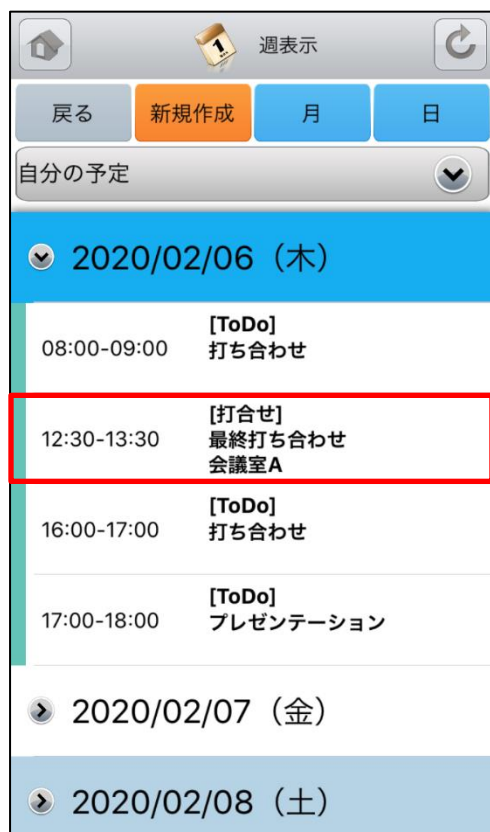 1
週表示
戻る
新規作成
月
日
自分の予定
2020/02/06（木）
08:00-09:00
[ToDo]
打ち合わせ
12:30-13:30
[打合せ]
最終打ち合わせ
会議室A
16:00-17:00
[ToDo]
打ち合わせ
17:00-18:00
[ToDo]
プレゼンテーション
2020/02/07（金）
2020/02/08（土）